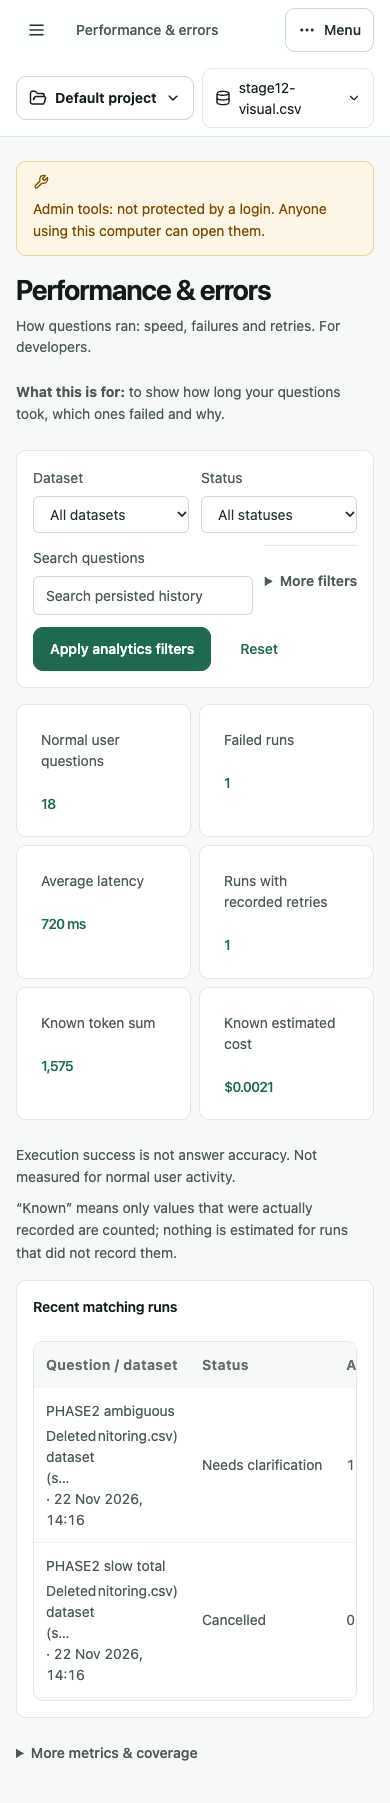 Performance & errors
Menu
Default project
stage12-
visual.csv
Admin tools: not protected by a login. Anyone
using this computer can open them.
Performance & errors
How questions ran: speed, failures and retries. For
developers.
What this is for: to show how long your questions
took, which ones failed and why.
Dataset
Status
All datasets
All statuses
Search questions
More filters
Search persisted history
Apply analytics filters
Reset
Normal user
questions
18
Failed runs
1
Average latency
720 ms
Runs with
recorded retries
1
Known token sum
1,575
Known estimated
cost
$0.0021
Execution success is not answer accuracy. Not
measured for normal user activity.
“Known” means only values that were actually
recorded are counted; nothing is estimated for runs
that did not record them.
Recent matching runs
Question / dataset
Status
A
PHASE2 ambiguous
Deleted nitoring.csv)
dataset
(s…
· 22 Nov 2026,
14:16
Needs clarification
1
PHASE2 slow total
Deleted nitoring.csv)
dataset
(s…
· 22 Nov 2026,
14:16
Cancelled
0
More metrics & coverage